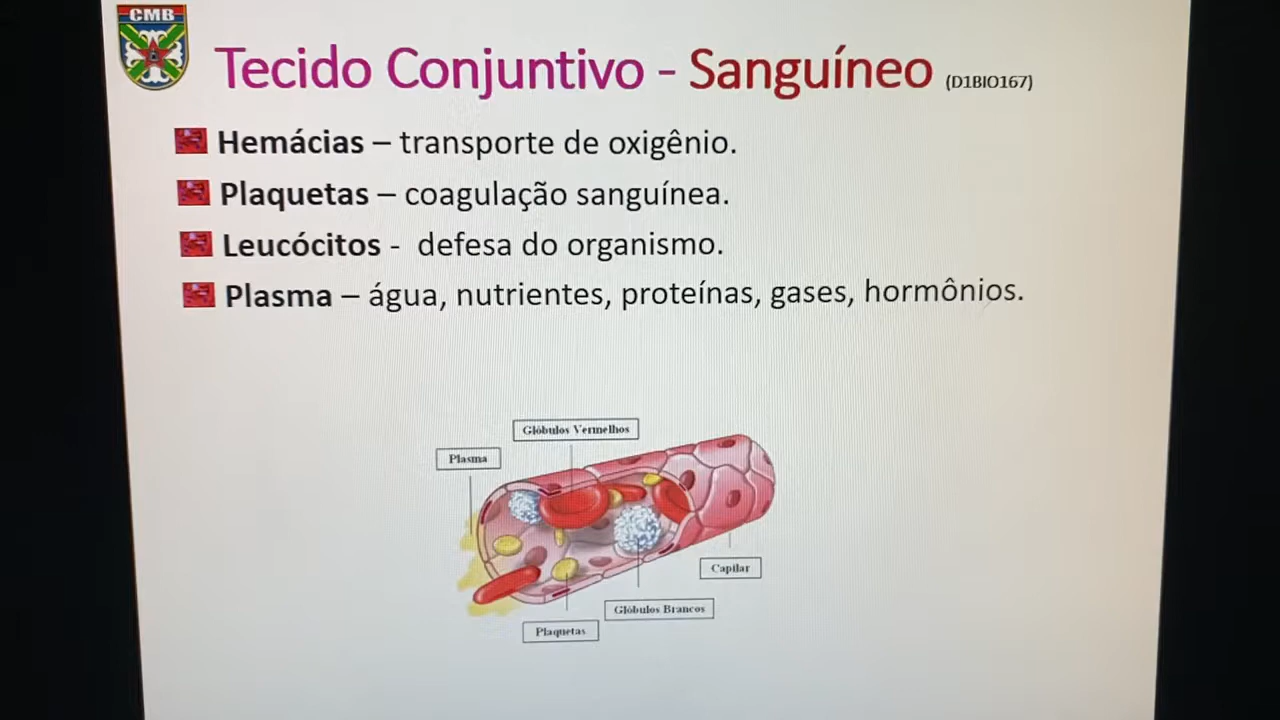 CMB
Tecido Conjuntivo - Sanguíneo (D1BIO167)
Hemácias – transporte de oxigênio.
Plaquetas – coagulação sanguínea.
Leucócitos - defesa do organismo.
Plasma – água, nutrientes, proteínas, gases, hormônios.
Glóbulos Vermelhos
Plasma
Capilar
Glóbulos Brancos
Plaquetas